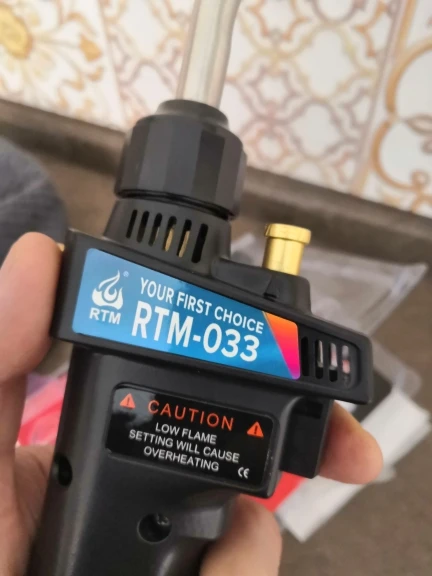 YOUR FIRST CHOICE
RTM®
RTM-033
CAUTION
LOW FLAME
SETTING WILL CAUSE
OVERHEATING
CE